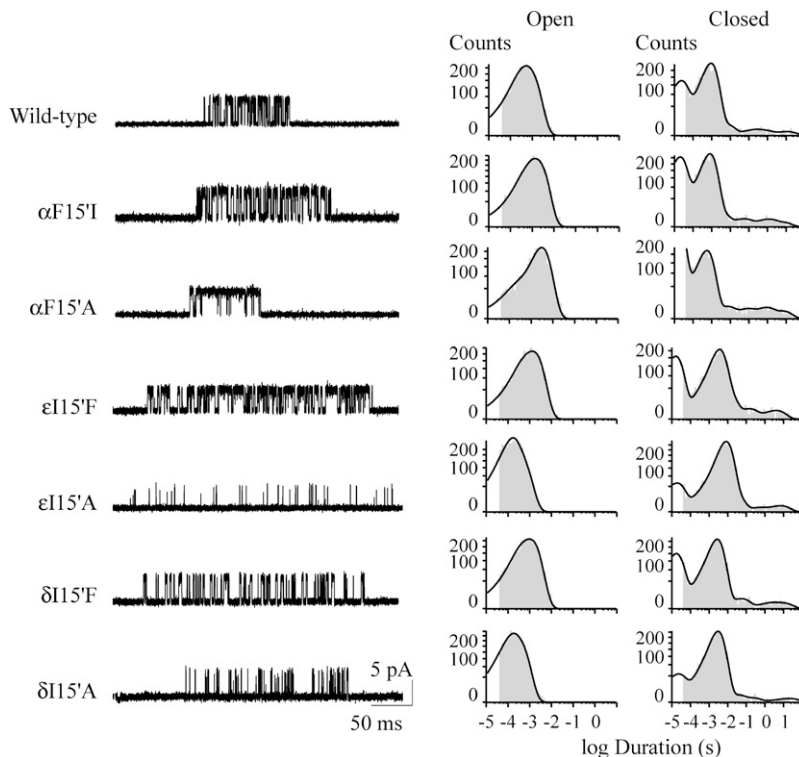 Open Closed
Counts Counts
Wild-type 200 100 0 200 100 0
αF15'I 200 100 0 200 100 0
αF15'A 200 100 0 200 100 0
εI15'F 200 100 0 200 100 0
εI15'A 200 100 0 200 100 0
δI15'F 200 100 0 200 100 0
δI15'A 5 pA 200 100 0 200 100 0
50 ms -5 -4 -3 -2 -1 0 -5 -4 -3 -2 -1 0 1
log Duration (s)